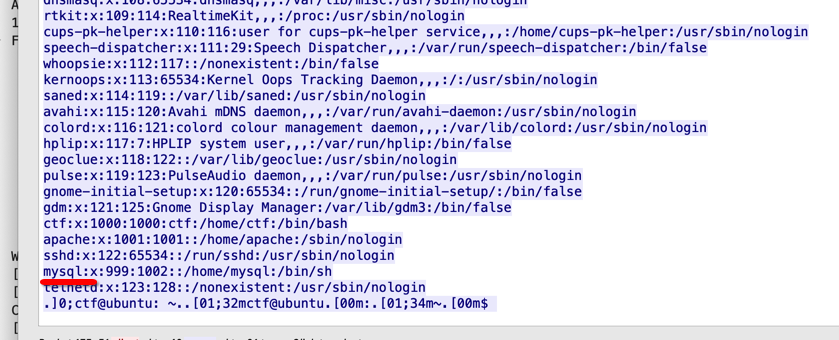 rtkit:x:109:114:RealtimeKit,,,:/proc:/usr/sbin/nologin
cups-pk-helper:x:110:116:user for cups-pk-helper service,,,:/home/cups-pk-helper:/usr/sbin/nologin
speech-dispatcher:x:111:29:Speech Dispatcher,,,:/var/run/speech-dispatcher:/bin/false
whoopsie:x:112:117::/nonexistent:/bin/false
kernoops:x:113:65534:Kernel Oops Tracking Daemon,,,:/:/usr/sbin/nologin
saned:x:114:119::/var/lib/saned:/usr/sbin/nologin
avahi:x:115:120:Avahi mDNS daemon,,,:/var/run/avahi-daemon:/usr/sbin/nologin
colord:x:116:121:colord colour management daemon,,,:/var/lib/colord:/usr/sbin/nologin
hplip:x:117:7:HPLIP system user,,,:/var/run/hplip:/bin/false
geoclue:x:118:122::/var/lib/geoclue:/usr/sbin/nologin
pulse:x:119:123:PulseAudio daemon,,,:/var/run/pulse:/usr/sbin/nologin
gnome-initial-setup:x:120:65534::/run/gnome-initial-setup/:/bin/false
gdm:x:121:125:Gnome Display Manager:/var/lib/gdm3:/bin/false
ctf:x:1000:1000:ctf:/home/ctf:/bin/bash
apache:x:1001:1001::/home/apache:/sbin/nologin
sshd:x:122:65534::/run/sshd:/usr/sbin/nologin
mysql:x:999:1002::/home/mysql:/bin/sh
telnetd:x:123:128::/nonexistent:/usr/sbin/nologin
.]0;ctf@ubuntu: ~..[01;32mctf@ubuntu.[00m:.[01;34m~.[00m$